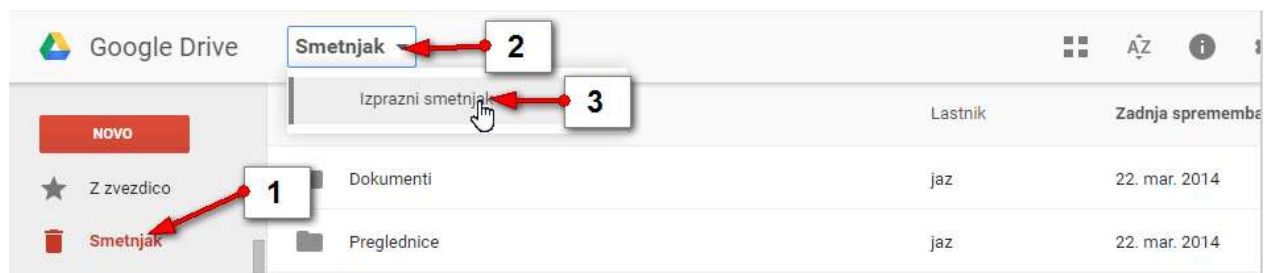 Google Drive Smetnjak 2
Izprazni smetnjak 3
Lastnik Zadnja sprememba
NOVO
Z zvezdico 1 Dokumenti jaz 22. mar. 2014
Smetnjak Preglednice jaz 22. mar. 2014